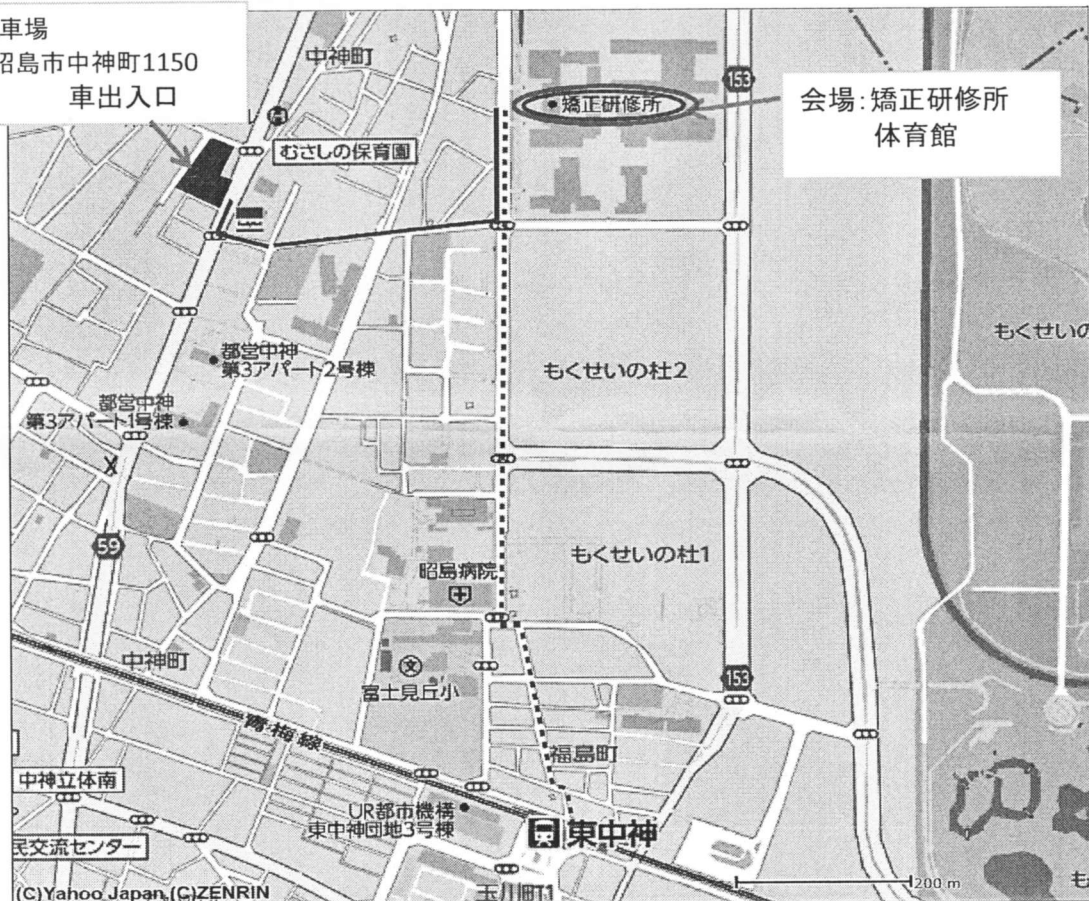 車場
昭島市中神町1150
車出入口
中神町
153
矯正研修所
会場:矯正研修所
体育館
むさしの保育園
もくせいの
都営中神
第3アパート2号棟
もくせいの杜2
都営中神
第3アパート1号棟
X
59
もくせいの杜1
昭島病院
中神町
文
富士見丘小
153
青梅線
福島町
中神立体南
UR都市機構
東中神団地3号棟
東中神
民交流センター
(C)Yahoo Japan,(C)ZENRIN
玉川町1
200 m
も